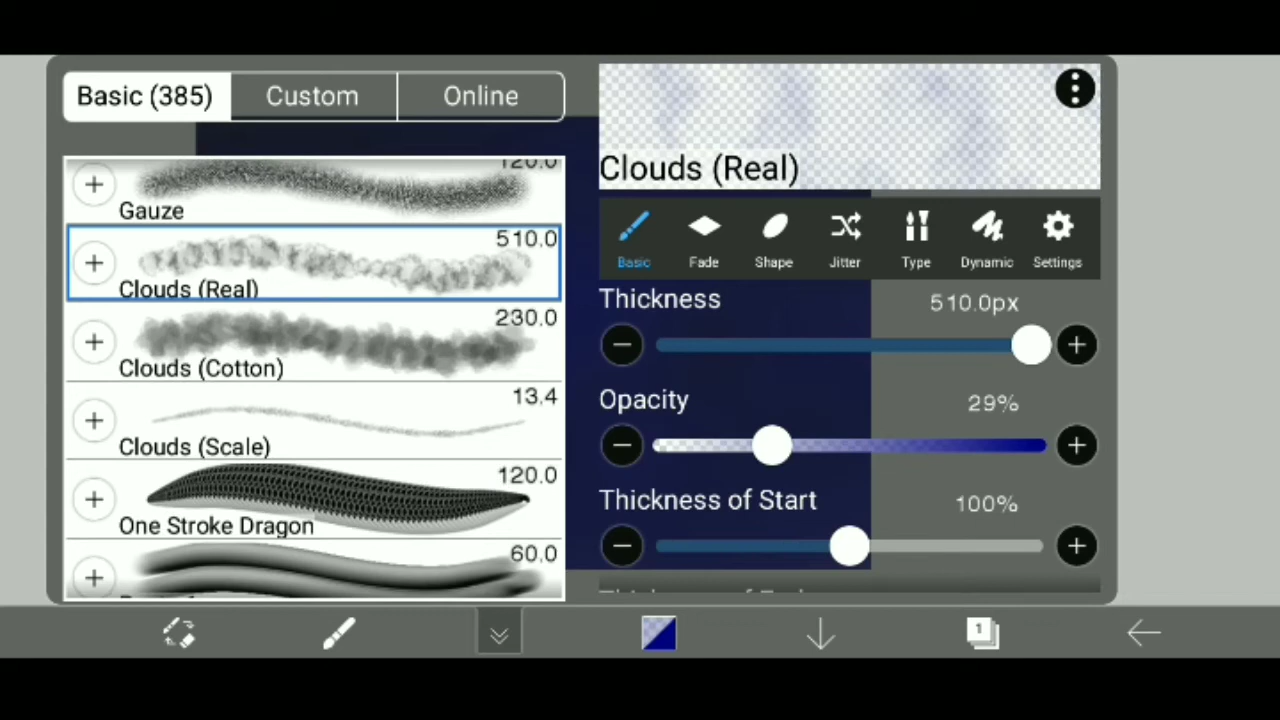 Basic (385)
Custom
Online
120.0
Gauze
510.0
Clouds (Real)
230.0
Clouds (Cotton)
13.4
Clouds (Scale)
120.0
One Stroke Dragon
60.0
Clouds (Real)
Basic
Fade
Shape
Jitter
Type
Dynamic
Settings
Thickness
510.0px
Opacity
29%
Thickness of Start
100%
1